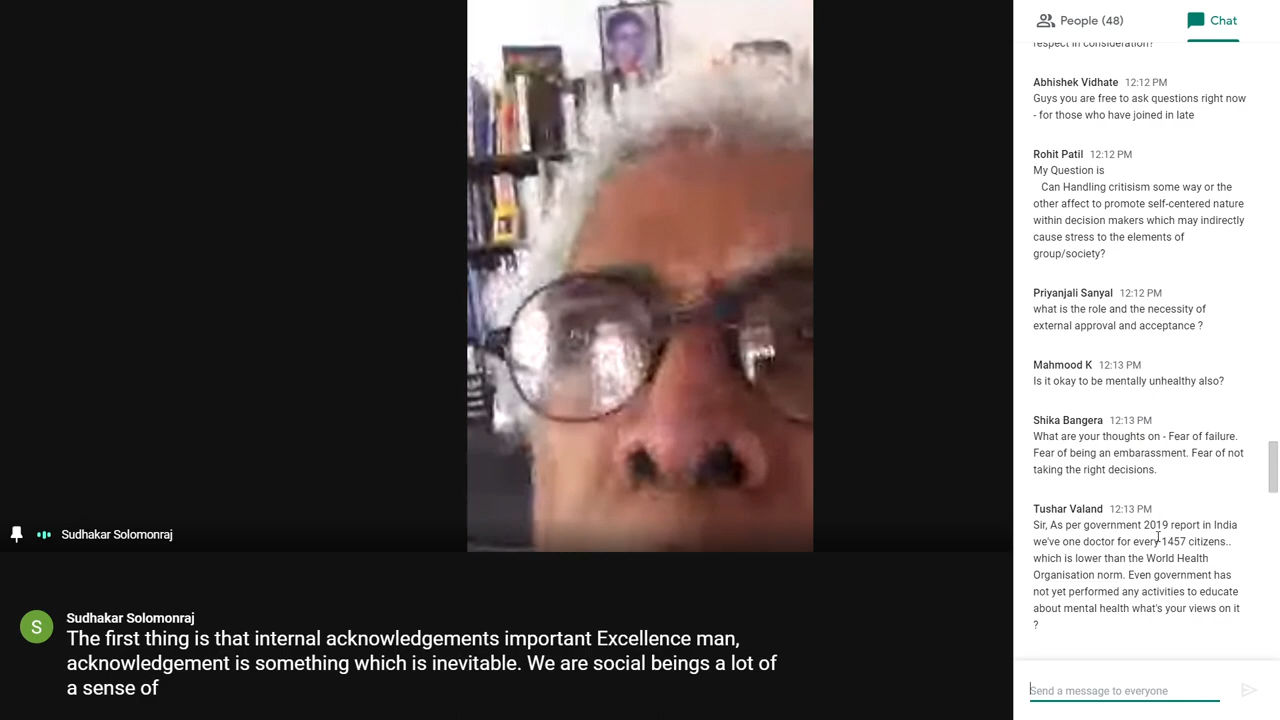 People (48)
Chat
respect in consideration?
Abhishek Vidhate 12:12 PM
Guys you are free to ask questions right now
- for those who have joined in late
Rohit Patil 12:12 PM
My Question is
Can Handling critisism some way or the
other affect to promote self-centered nature
within decision makers which may indirectly
cause stress to the elements of
group/society?
Priyanjali Sanyal 12:12 PM
what is the role and the necessity of
external approval and acceptance ?
Mahmood K 12:13 PM
Is it okay to be mentally unhealthy also?
Shika Bangera 12:13 PM
What are your thoughts on - Fear of failure.
Fear of being an embarassment. Fear of not
taking the right decisions.
Tushar Valand 12:13 PM
Sir, As per government 2019 report in India
we've one doctor for every 1457 citizens..
which is lower than the World Health
Organisation norm. Even government has
not yet performed any activities to educate
about mental health what's your views on it
?
Send a message to everyone
Sudhakar Solomonraj
S
Sudhakar Solomonraj
The first thing is that internal acknowledgements important Excellence man,
acknowledgement is something which is inevitable. We are social beings a lot of
a sense of